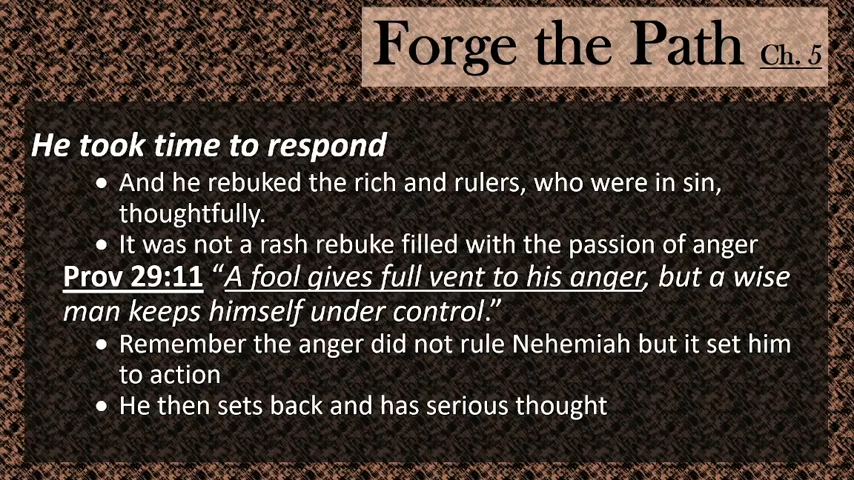 Forge the Path Ch. 5
He took time to respond
• And he rebuked the rich and rulers, who were in sin,
thoughtfully.
• It was not a rash rebuke filled with the passion of anger
Prov 29:11 “A fool gives full vent to his anger, but a wise
man keeps himself under control.”
• Remember the anger did not rule Nehemiah but it set him
to action
• He then sets back and has serious thought